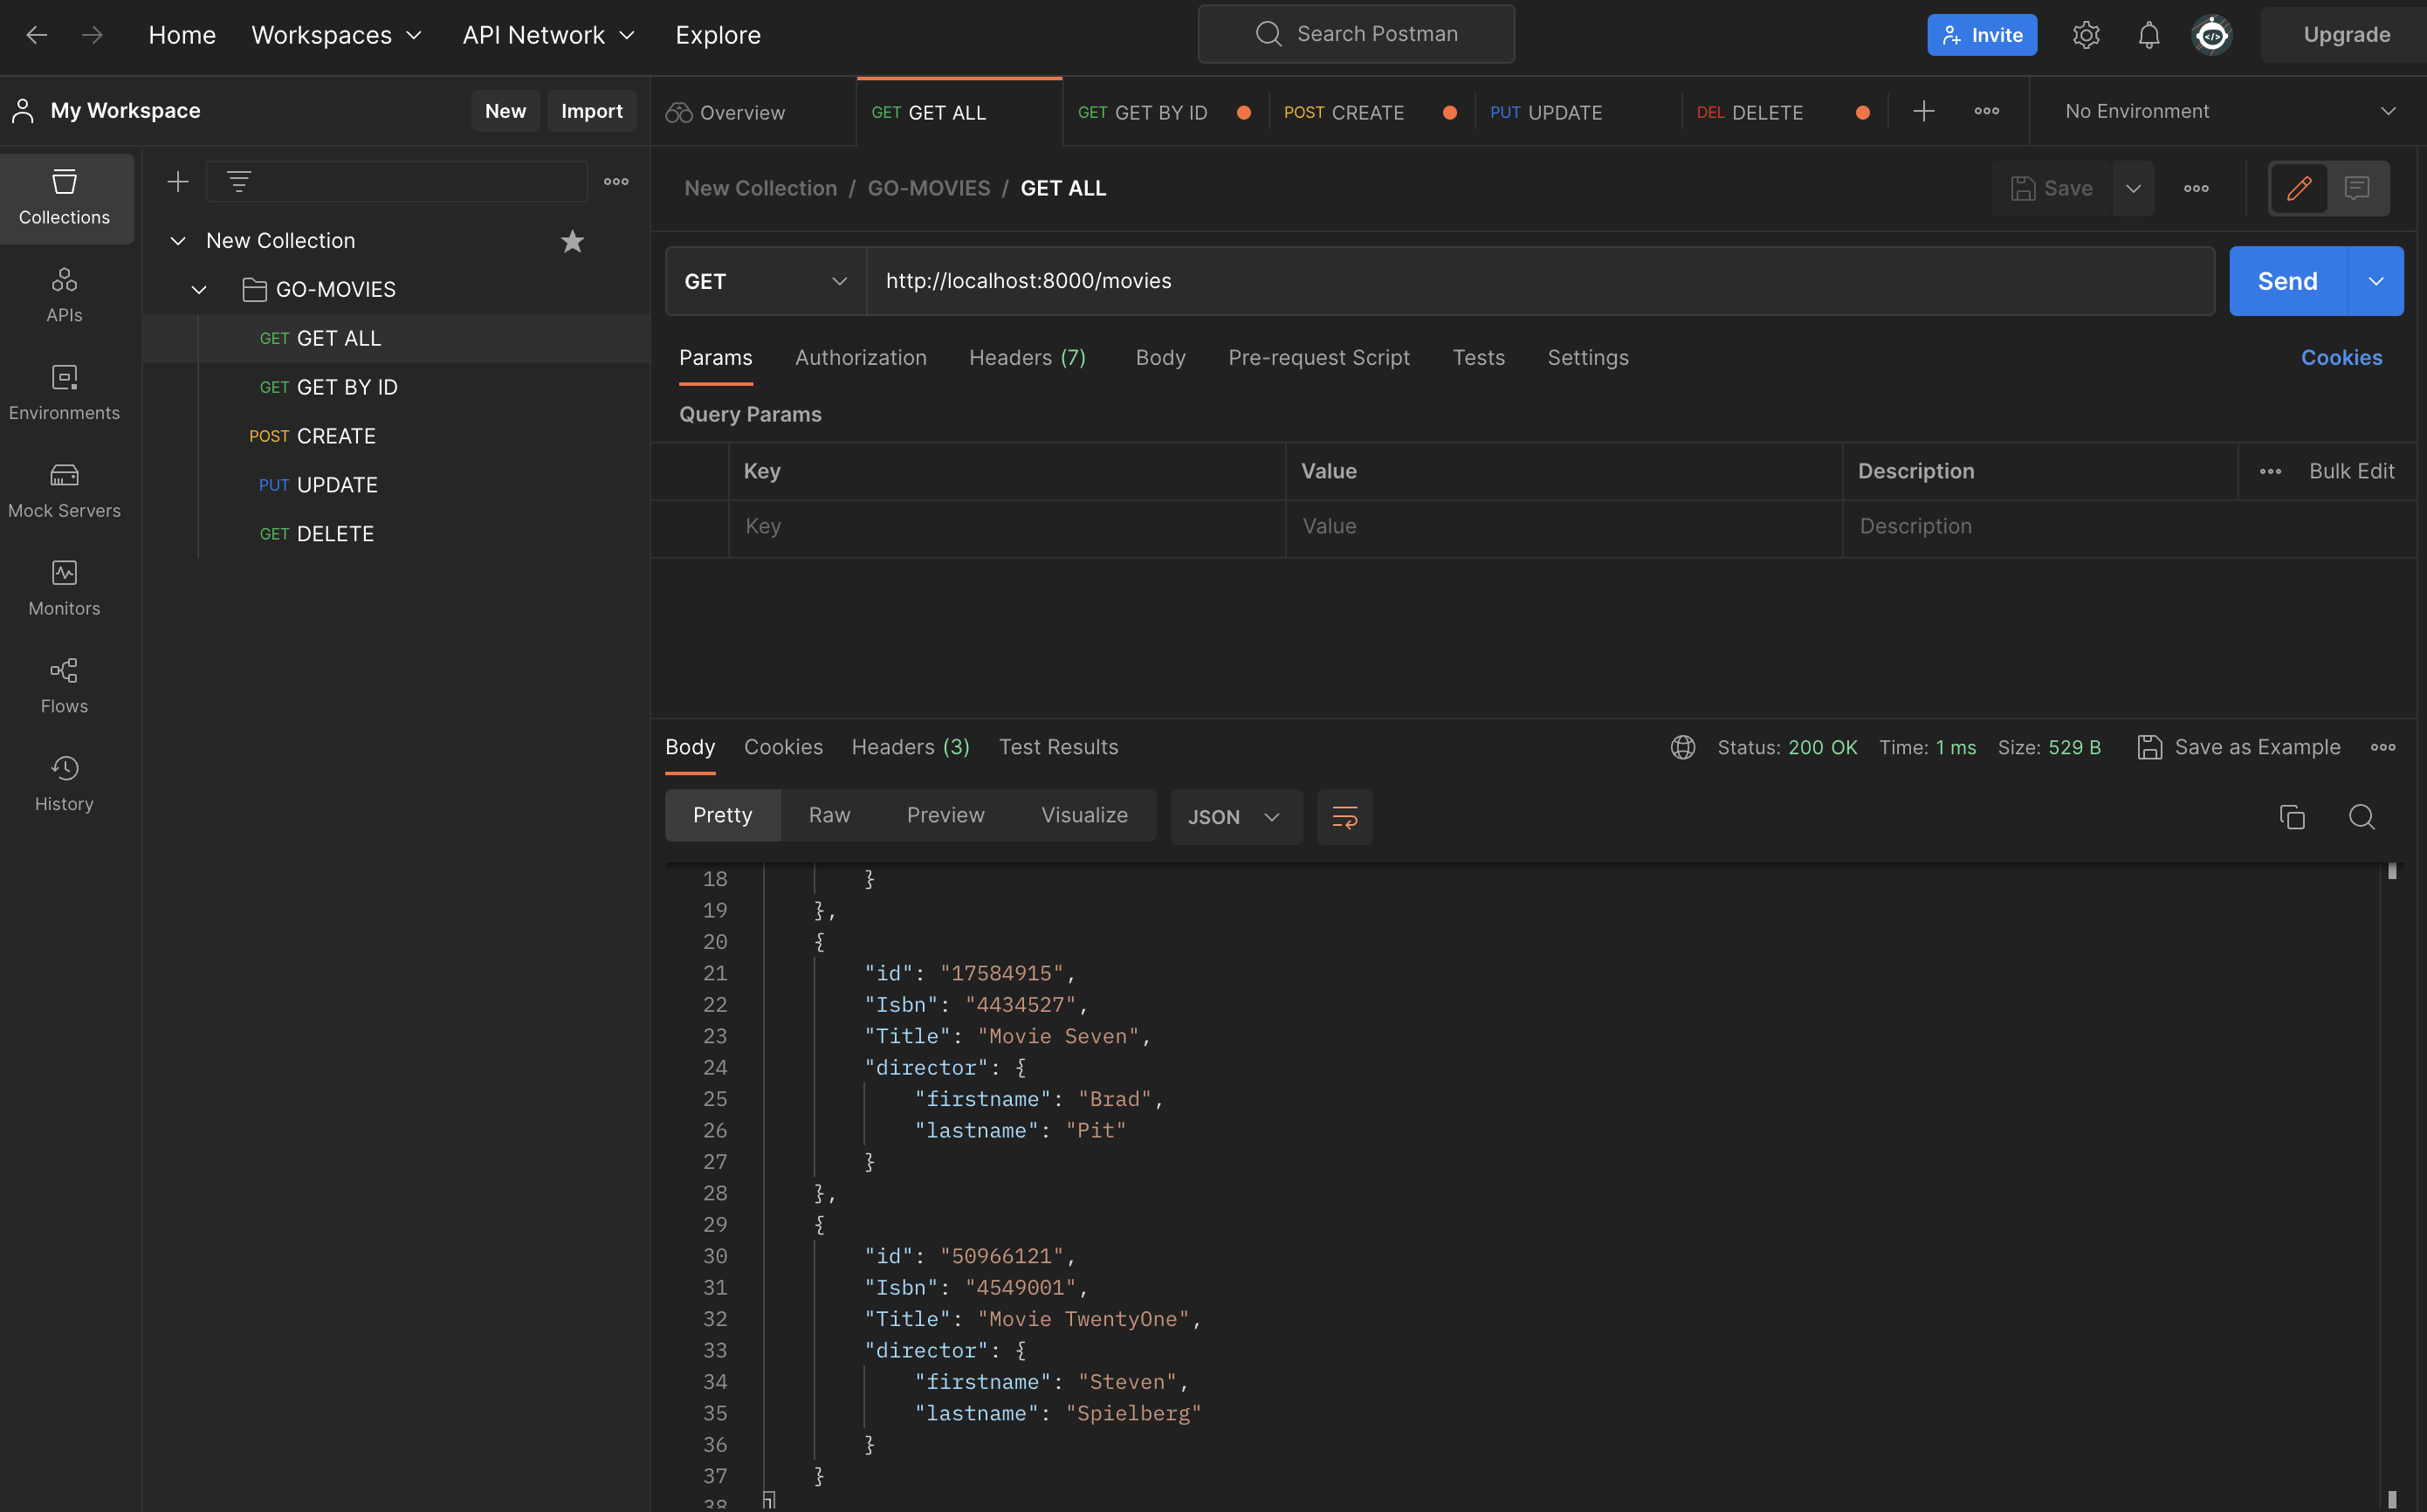 Home Workspaces API Network Explore Search Postman Invite Upgrade
My Workspace New Import
Overview GET GET ALL GET GET BY ID POST CREATE PUT UPDATE DEL DELETE No Environment
Collections
APIs
Environments
Mock Servers
Monitors
Flows
History
New Collection
GO-MOVIES
GET GET ALL
GET GET BY ID
POST CREATE
PUT UPDATE
GET DELETE
New Collection / GO-MOVIES / GET ALL Save
GET http://localhost:8000/movies Send
Params Authorization Headers (7) Body Pre-request Script Tests Settings Cookies
Query Params
Key Value Description Bulk Edit
Key Value Description
Body Cookies Headers (3) Test Results Status: 200 OK Time: 1 ms Size: 529 B Save as Example
Pretty Raw Preview Visualize JSON
18 }
19 },
20 {
21 "id": "17584915",
22 "Isbn": "4434527",
23 "Title": "Movie Seven",
24 "director": {
25 "firstname": "Brad",
26 "lastname": "Pit"
27 }
28 },
29 {
30 "id": "50966121",
31 "Isbn": "4549001",
32 "Title": "Movie TwentyOne",
33 "director": {
34 "firstname": "Steven",
35 "lastname": "Spielberg"
36 }
37 }
38 ]